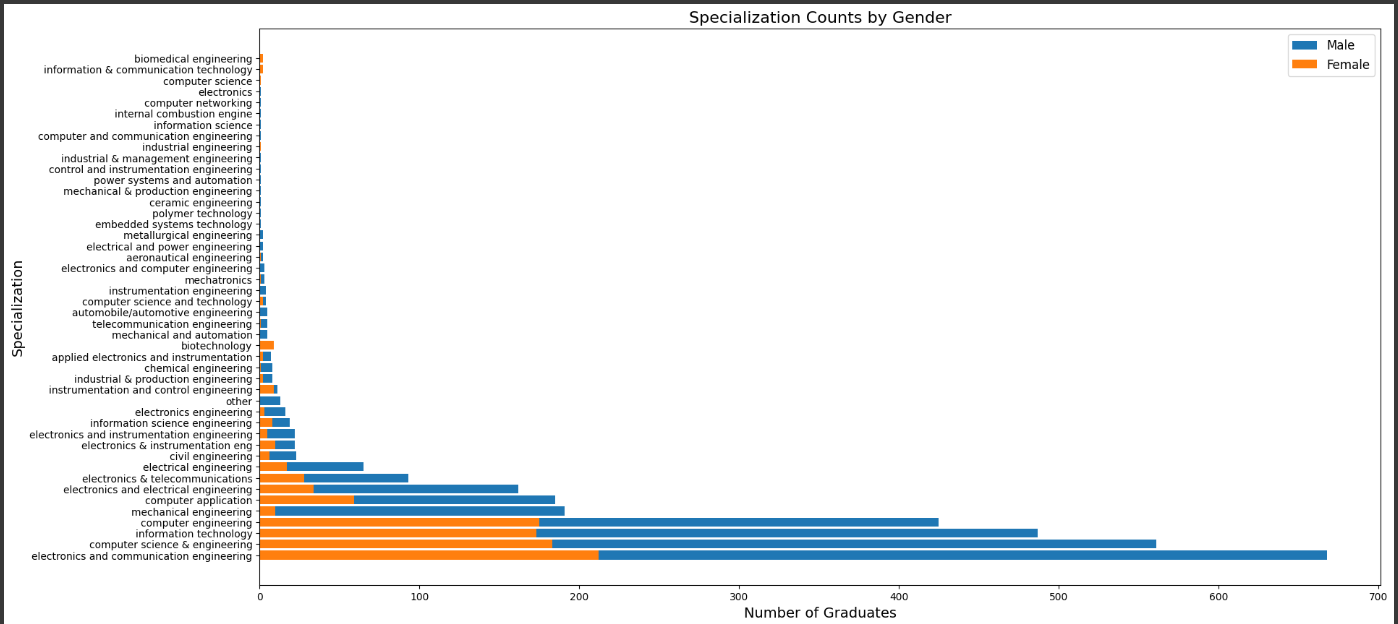 Specialization Counts by Gender
Male
Female
biomedical engineering
information & communication technology
computer science
electronics
computer networking
internal combustion engine
information science
computer and communication engineering
industrial engineering
industrial & management engineering
control and instrumentation engineering
power systems and automation
mechanical & production engineering
ceramic engineering
polymer technology
embedded systems technology
metallurgical engineering
electrical and power engineering
aeronautical engineering
electronics and computer engineering
mechatronics
instrumentation engineering
computer science and technology
automobile/automotive engineering
telecommunication engineering
mechanical and automation
biotechnology
applied electronics and instrumentation
chemical engineering
industrial & production engineering
instrumentation and control engineering
other
electronics engineering
information science engineering
electronics and instrumentation engineering
electronics & instrumentation eng
civil engineering
electrical engineering
electronics & telecommunications
electronics and electrical engineering
computer application
mechanical engineering
computer engineering
information technology
computer science & engineering
electronics and communication engineering
Specialization
0 100 200 300 400 500 600 700
Number of Graduates